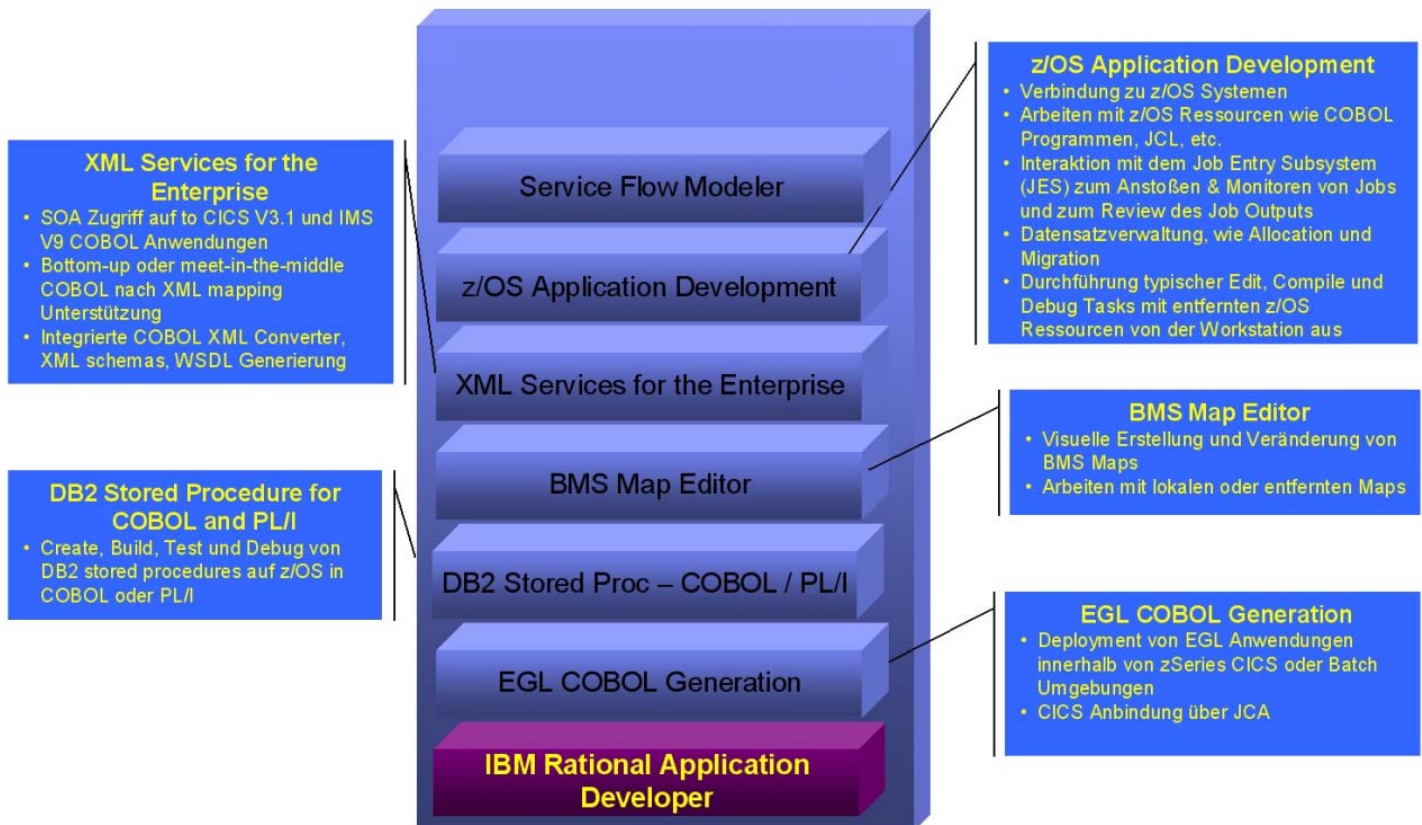 XML Services for the
Enterprise
• SOA Zugriff auf to CICS V3.1 und IMS
V9 COBOL Anwendungen
• Bottom-up oder meet-in-the-middle
COBOL nach XML mapping
Unterstützung
• Integrierte COBOL XML Converter,
XML schemas, WSDL Generierung
DB2 Stored Procedure for
COBOL and PL/I
• Create, Build, Test und Debug von
DB2 stored procedures auf z/OS in
COBOL oder PL/I
Service Flow Modeler
z/OS Application Development
XML Services for the Enterprise
BMS Map Editor
DB2 Stored Proc – COBOL / PL/I
EGL COBOL Generation
IBM Rational Application
Developer
z/OS Application Development
• Verbindung zu z/OS Systemen
• Arbeiten mit z/OS Ressourcen wie COBOL
Programmen, JCL, etc.
• Interaktion mit dem Job Entry Subsystem
(JES) zum Anstoßen & Monitoren von Jobs
und zum Review des Job Outputs
• Datensatzverwaltung, wie Allocation und
Migration
• Durchführung typischer Edit, Compile und
Debug Tasks mit entfernten z/OS
Ressourcen von der Workstation aus
BMS Map Editor
• Visuelle Erstellung und Veränderung von
BMS Maps
• Arbeiten mit lokalen oder entfernten Maps
EGL COBOL Generation
• Deployment von EGL Anwendungen
innerhalb von zSeries CICS oder Batch
Umgebungen
• CICS Anbindung über JCA